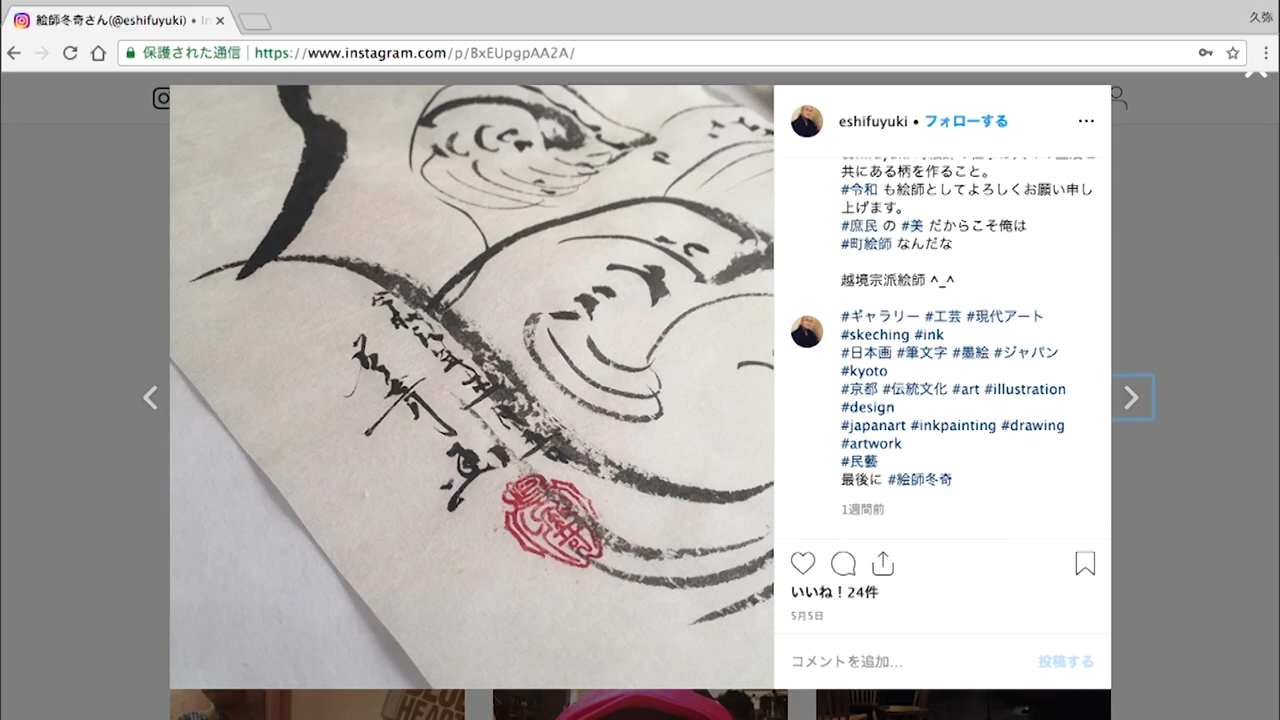 絵師冬奇さん(@eshifuyuki) • In
久弥
保護された通信
https://www.instagram.com/p/BxEUpgpAA2A/
eshifuyuki • フォローする
共にある柄を作ること。
#令和 も絵師としてよろしくお願い申し
上げます。
#庶民 の #美 だからこそ俺は
#町絵師 なんだな
越境宗派絵師 ^_^
#ギャラリー #工芸 #現代アート
#skeching #ink
#日本画 #筆文字 #墨絵 #ジャパン
#kyoto
#京都 #伝統文化 #art #illustration
#design
#japanart #inkpainting #drawing
#artwork
#民藝
最後に #絵師冬奇
1週間前
いいね！24件
5月5日
コメントを追加...
投稿する
HEART